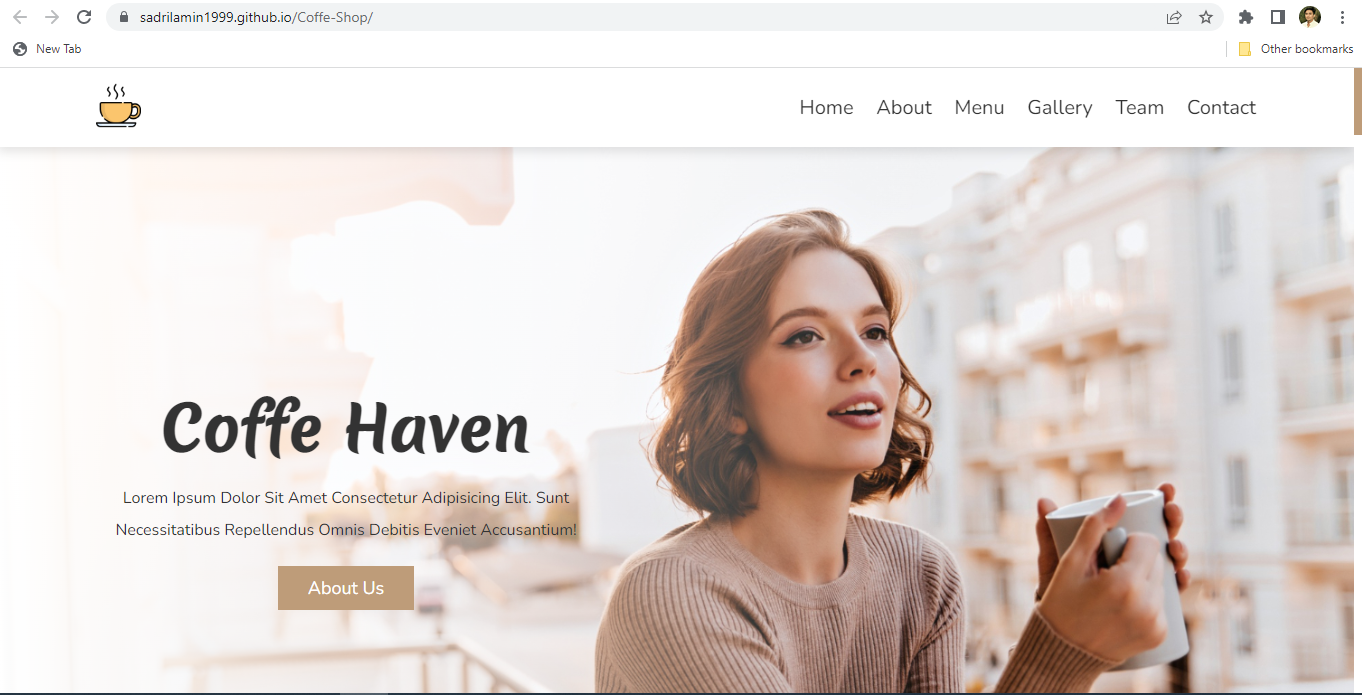 sadrilamin1999.github.io/Coffe-Shop/
New Tab
Other bookmarks
Home About Menu Gallery Team Contact
Coffe Haven
Lorem Ipsum Dolor Sit Amet Consectetur Adipisicing Elit. Sunt
Necessitatibus Repellendus Omnis Debitis Eveniet Accusantium!
About Us